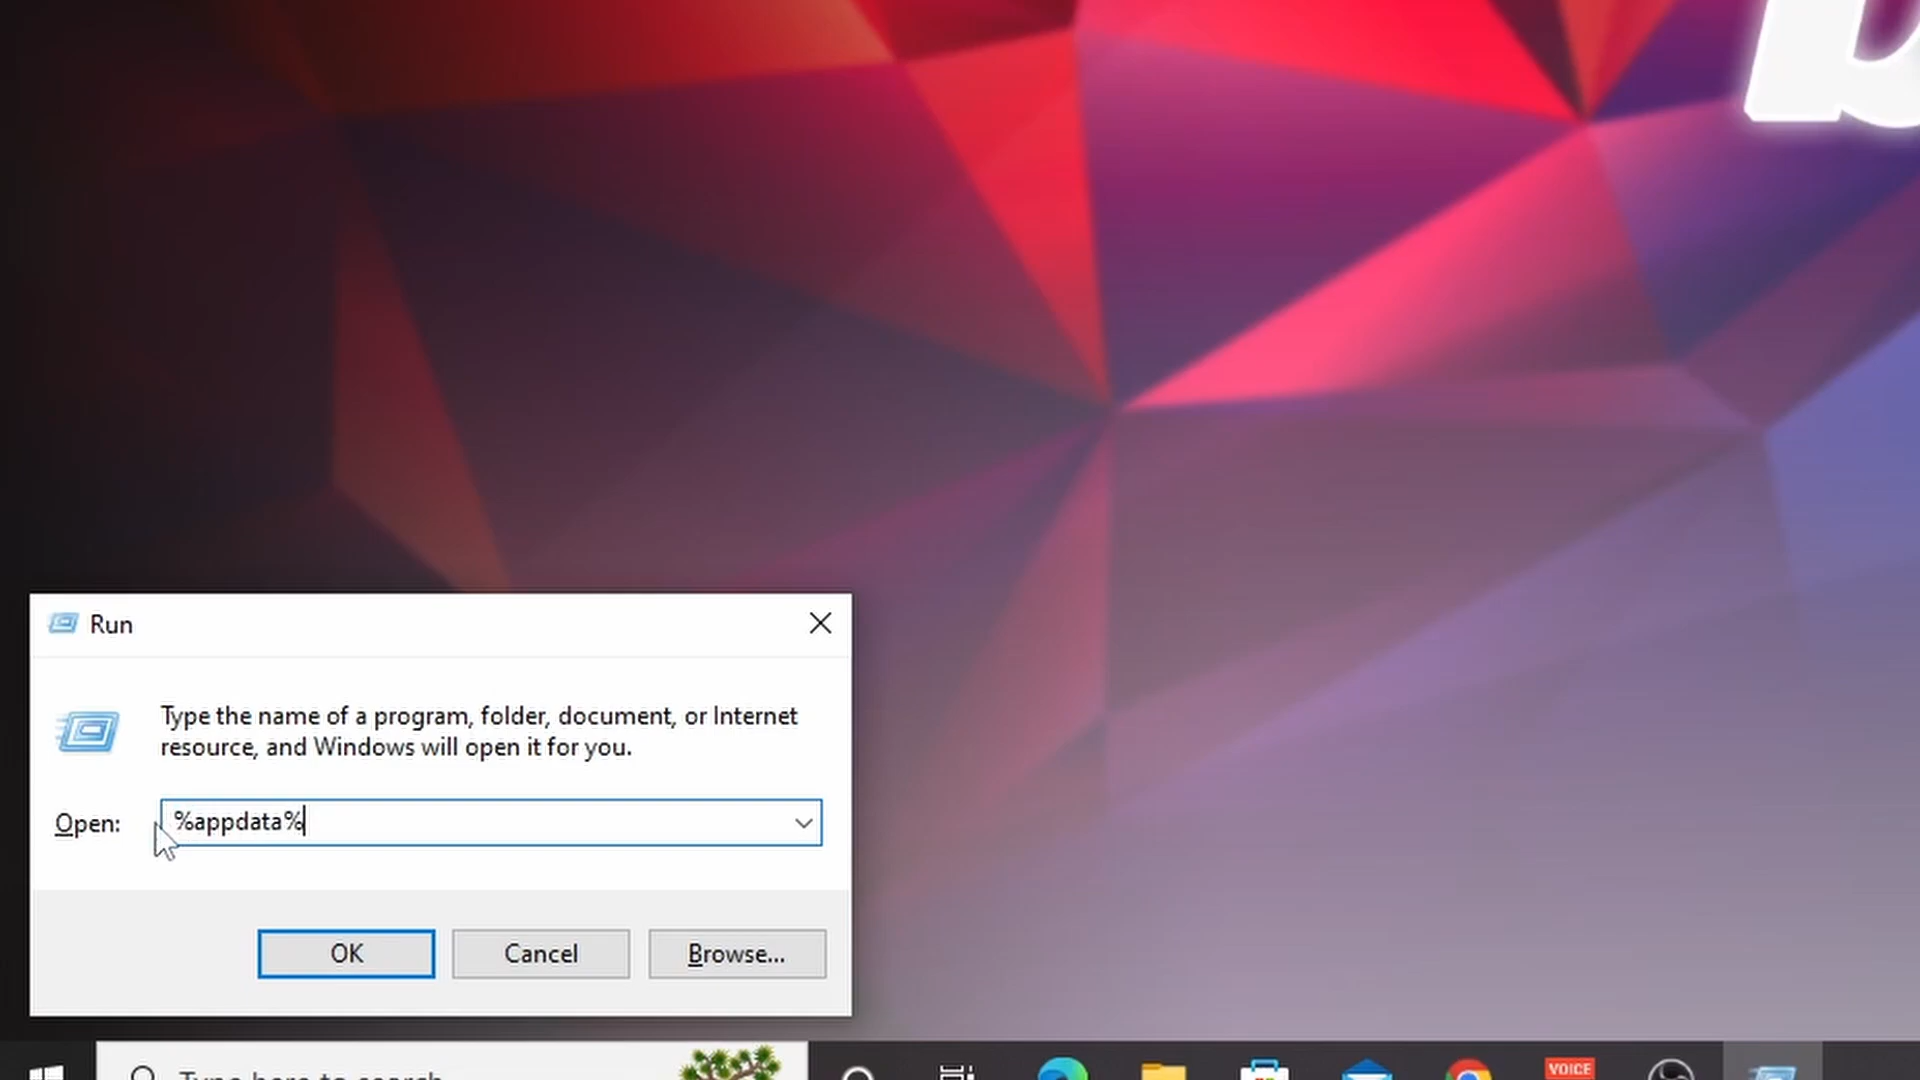 Run
Type the name of a program, folder, document, or Internet
resource, and Windows will open it for you.
Open: %appdata%
OK Cancel Browse...
Type here to search
VOICE